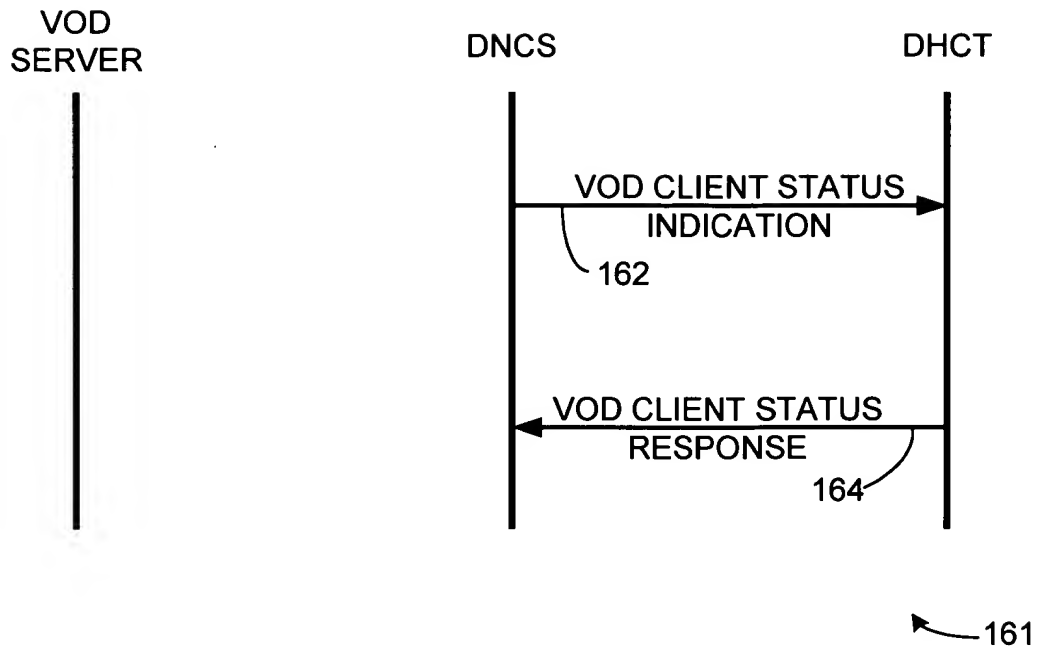 VOD
SERVER
DNCS
DHCT
VOD CLIENT STATUS
INDICATION
162
VOD CLIENT STATUS
RESPONSE
164
161